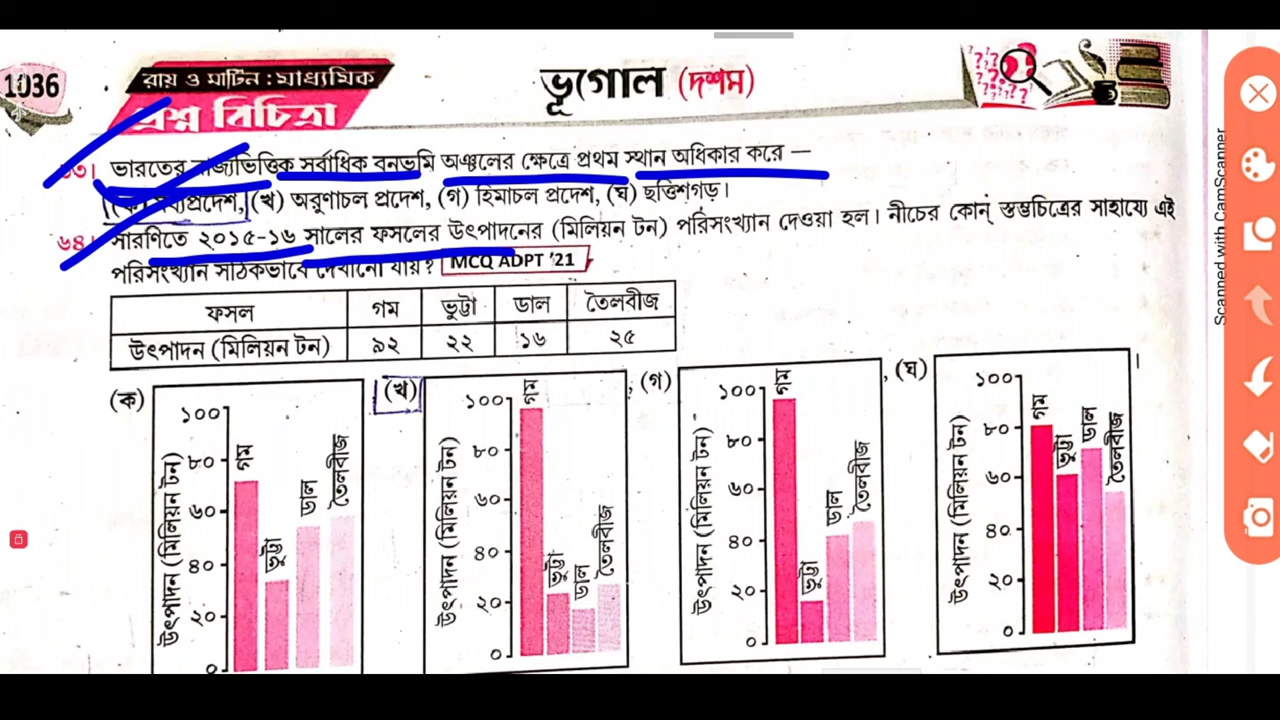 1036
রায় ও মার্টিন : মাধ্যমিক
প্রশ্ন বিচিত্রা
ভূগোল (দশম)
৬৩। ভারতের রাজ্যভিত্তিক সর্বাধিক বনভূমি অঞ্চলের ক্ষেত্রে প্রথম স্থান অধিকার করে —
(ক) মধ্যপ্রদেশ, (খ) অরুণাচল প্রদেশ, (গ) হিমাচল প্রদেশ, (ঘ) ছত্তিশগড়।
৬৪। সারণিতে ২০১৫-১৬ সালের ফসলের উৎপাদনের (মিলিয়ন টন) পরিসংখ্যান দেওয়া হল। নীচের কোন্ স্তম্ভচিত্রের সাহায্যে এই
পরিসংখ্যান সঠিকভাবে দেখানো যায়? MCQ ADPT '21
ফসল গম ভুট্টা ডাল তৈলবীজ
উৎপাদন (মিলিয়ন টন) ৯২ ২২ ১৬ ২৫
(ক)
উৎপাদন (মিলিয়ন টন)
১০০
৮০
৬০
৪০
২০
০
গম ভুট্টা ডাল তৈলবীজ
(খ)
উৎপাদন (মিলিয়ন টন)
১০০
৮০
৬০
৪০
২০
০
গম ভুট্টা ডাল তৈলবীজ
, (গ)
উৎপাদন (মিলিয়ন টন)
১০০
৮০
৬০
৪০
২০
০
গম ভুট্টা ডাল তৈলবীজ
, (ঘ)
উৎপাদন (মিলিয়ন টন)
১০০
৮০
৬০
৪০
২০
০
গম ভুট্টা ডাল তৈলবীজ
।
Scanned with CamScanner